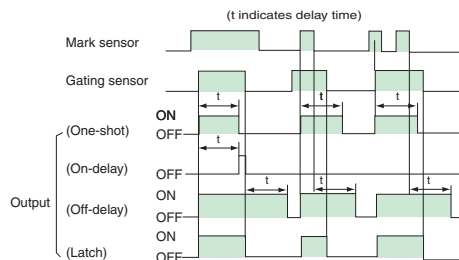 (t indicates delay time)
Mark sensor
Gating sensor
t t t
ON
(One-shot) OFF
t
(On-delay) OFF
t t t
ON
(Off-delay) OFF
Output
ON
(Latch) OFF